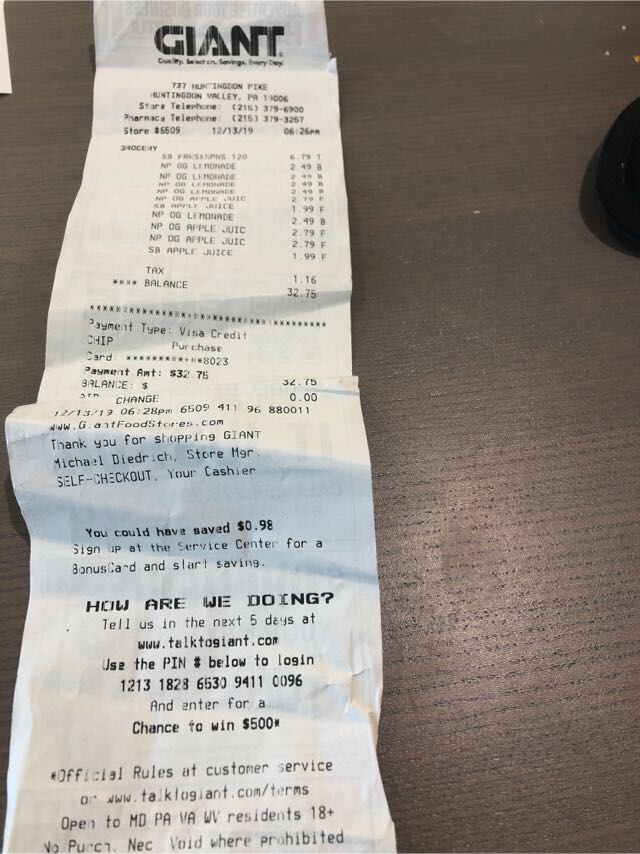 GIANT
Quality. Selection. Savings. Every Day.
737 HUNTINGDON PIKE
HUNTINGDON VALLEY, PA 19006
Store Telephone: (215) 379-6900
Pharmacy Telephone: (215) 379-3267
Store #6509 12/13/19 06:26pm
GROCERY
SB FRKS&SPNS 120 6.79 T
NP OG LEMONADE 2.49 B
NP OG LEMONADE 2.49 B
NP OG LEMONADE 2.49 B
NP OG LEMONADE 2.49 B
NP OG APPLE JUIC 2.79 F
SB APPLE JUICE 1.99 F
NP OG LEMONADE 2.49 B
NP OG APPLE JUIC 2.79 F
NP OG APPLE JUIC 2.79 F
SB APPLE JUICE 1.99 F
TAX 1.16
**** BALANCE 32.75
Payment Type: Visa Credit
CHIP Purchase
Card: ***********8023
Payment Amt: $32.75
BALANCE: $ 32.75
CHANGE 0.00
12/13/19 06:28pm 6509 411 96 880011
www.GiantFoodStores.com
Thank you for shopping GIANT
Michael Diedrich, Store Mgr.
SELF-CHECKOUT, Your Cashier
You could have saved $0.98
Sign up at the Service Center for a
BonusCard and start saving.
HOW ARE WE DOING?
Tell us in the next 5 days at
www.talktogiant.com
Use the PIN # below to login
1213 1828 6530 9411 0096
And enter for a
Chance to win $500*
*Official Rules at customer service
or www.talktogiant.com/terms
Open to MD PA VA WV residents 18+
No Purch. Nec Void where prohibited